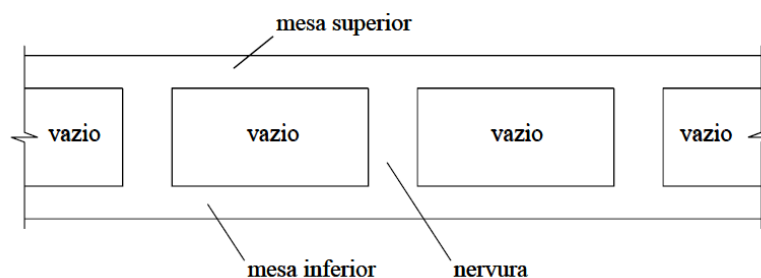 mesa superior
vazio
vazio
vazio
vazio
mesa inferior
nervura